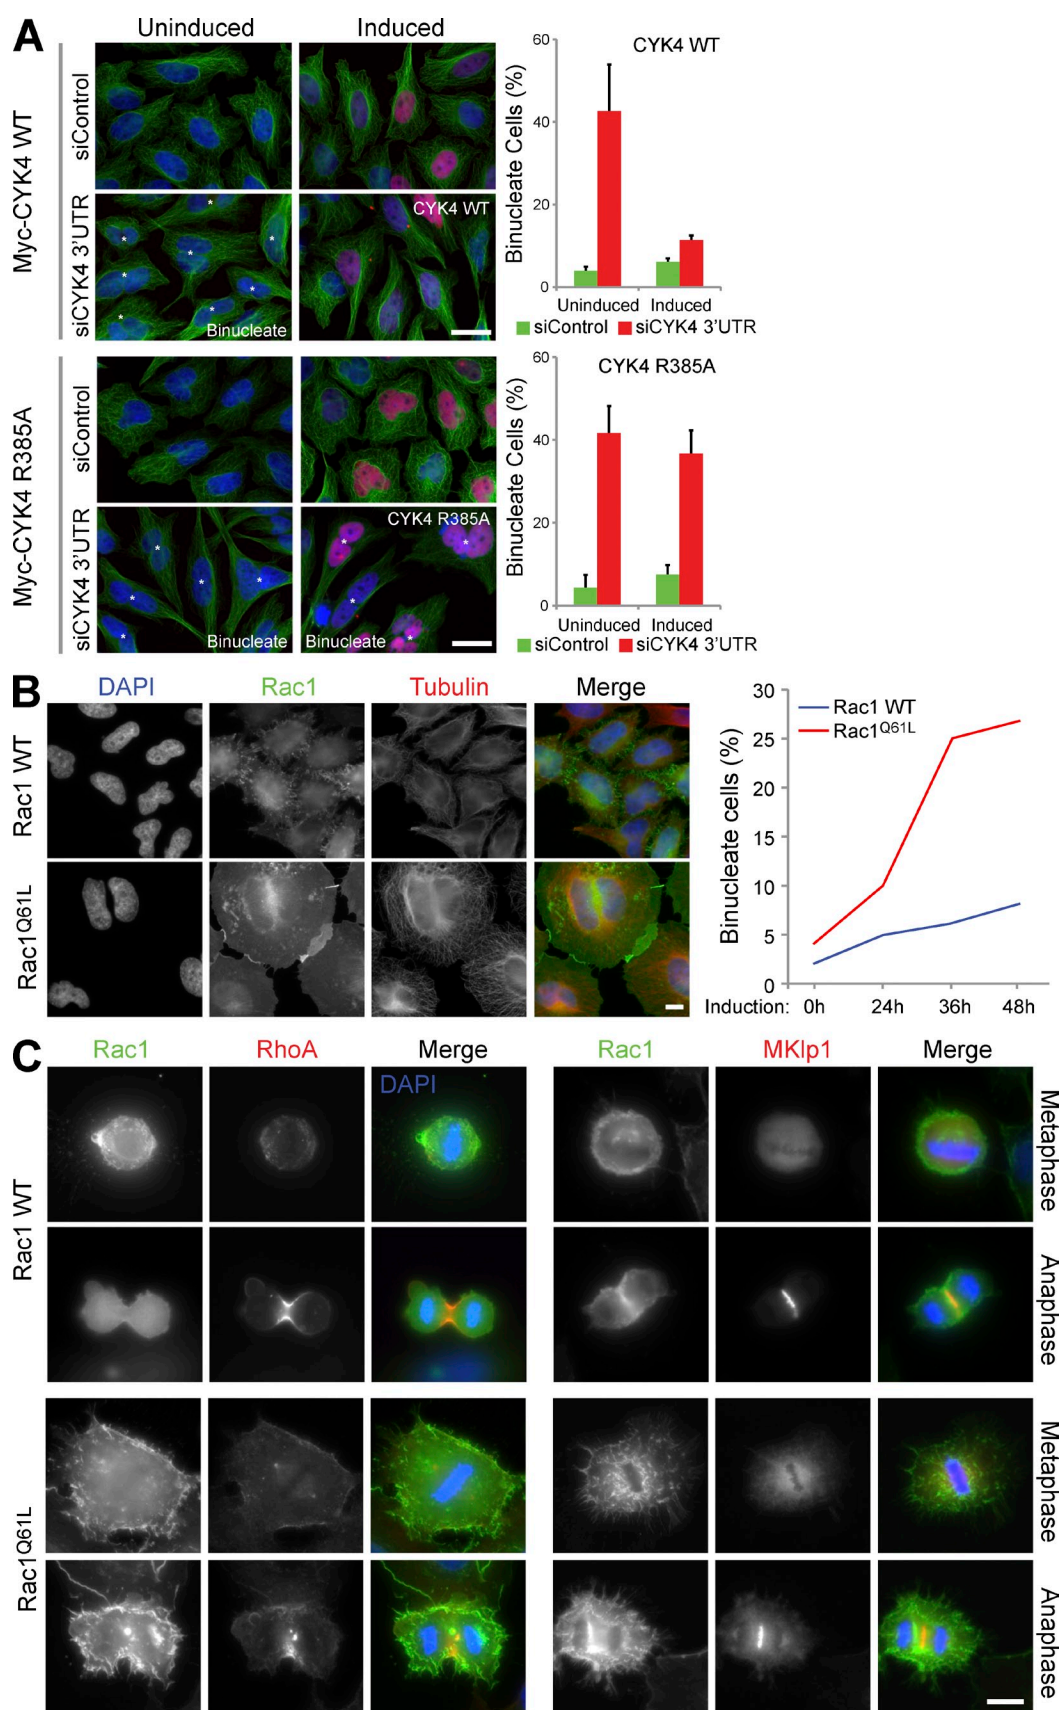 A
Uninduced
Induced
Myc-CYK4 WT
siControl
siCYK4 3'UTR
Binucleate
CYK4 WT
Binucleate Cells (%)
CYK4 WT
60
40
20
0
Uninduced
Induced
siControl
siCYK4 3'UTR
Myc-CYK4 R385A
siControl
siCYK4 3'UTR
Binucleate
CYK4 R385A
Binucleate
Binucleate Cells (%)
CYK4 R385A
60
40
20
0
Uninduced
Induced
siControl
siCYK4 3'UTR
B
DAPI
Rac1
Tubulin
Merge
Rac1 WT
Rac1Q61L
Binucleate cells (%)
30
25
20
15
10
5
0
Rac1 WT
Rac1Q61L
Induction: 0h 24h 36h 48h
C
Rac1
RhoA
Merge
Rac1
MKlp1
Merge
DAPI
Rac1 WT
Metaphase
Anaphase
Rac1Q61L
Metaphase
Anaphase